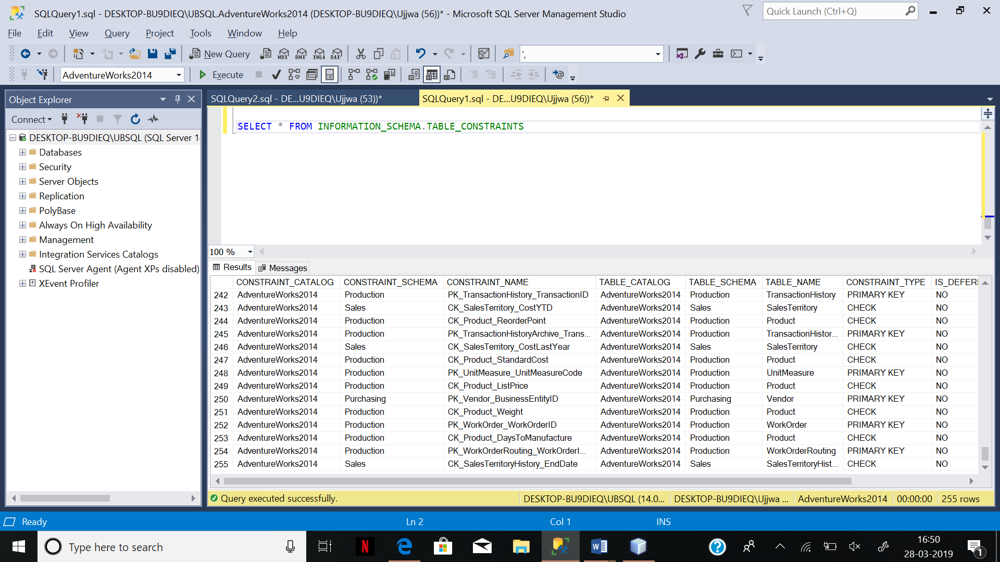 SQLQuery1.sql - DESKTOP-BU9DIEQ\UBSQL.AdventureWorks2014 (DESKTOP-BU9DIEQ\Ujjwa (56))* - Microsoft SQL Server Management Studio
Quick Launch (Ctrl+Q)
File Edit View Query Project Tools Window Help
New Query MDX DMX XMLA DAX ',
AdventureWorks2014 Execute
Object Explorer
SQLQuery2.sql - DE...U9DIEQ\Ujjwa (53))*
SQLQuery1.sql - DE...U9DIEQ\Ujjwa (56))*
Connect
DESKTOP-BU9DIEQ\UBSQL (SQL Server 1
Databases
Security
Server Objects
Replication
PolyBase
Always On High Availability
Management
Integration Services Catalogs
SQL Server Agent (Agent XPs disabled)
XEvent Profiler
SELECT * FROM INFORMATION_SCHEMA.TABLE_CONSTRAINTS
100 %
Results Messages
CONSTRAINT_CATALOG CONSTRAINT_SCHEMA CONSTRAINT_NAME TABLE_CATALOG TABLE_SCHEMA TABLE_NAME CONSTRAINT_TYPE IS_DEFERI
242 AdventureWorks2014 Production PK_TransactionHistory_TransactionID AdventureWorks2014 Production TransactionHistory PRIMARY KEY NO
243 AdventureWorks2014 Sales CK_SalesTerritory_CostYTD AdventureWorks2014 Sales SalesTerritory CHECK NO
244 AdventureWorks2014 Production CK_Product_ReorderPoint AdventureWorks2014 Production Product CHECK NO
245 AdventureWorks2014 Production PK_TransactionHistoryArchive_Trans... AdventureWorks2014 Production TransactionHistor... PRIMARY KEY NO
246 AdventureWorks2014 Sales CK_SalesTerritory_CostLastYear AdventureWorks2014 Sales SalesTerritory CHECK NO
247 AdventureWorks2014 Production CK_Product_StandardCost AdventureWorks2014 Production Product CHECK NO
248 AdventureWorks2014 Production PK_UnitMeasure_UnitMeasureCode AdventureWorks2014 Production UnitMeasure PRIMARY KEY NO
249 AdventureWorks2014 Production CK_Product_ListPrice AdventureWorks2014 Production Product CHECK NO
250 AdventureWorks2014 Purchasing PK_Vendor_BusinessEntityID AdventureWorks2014 Purchasing Vendor PRIMARY KEY NO
251 AdventureWorks2014 Production CK_Product_Weight AdventureWorks2014 Production Product CHECK NO
252 AdventureWorks2014 Production PK_WorkOrder_WorkOrderID AdventureWorks2014 Production WorkOrder PRIMARY KEY NO
253 AdventureWorks2014 Production CK_Product_DaysToManufacture AdventureWorks2014 Production Product CHECK NO
254 AdventureWorks2014 Production PK_WorkOrderRouting_WorkOrderI... AdventureWorks2014 Production WorkOrderRouting PRIMARY KEY NO
255 AdventureWorks2014 Sales CK_SalesTerritoryHistory_EndDate AdventureWorks2014 Sales SalesTerritoryHist... CHECK NO
Query executed successfully. DESKTOP-BU9DIEQ\UBSQL (14.0... DESKTOP-BU9DIEQ\Ujjwa ... AdventureWorks2014 00:00:00 255 rows
Ready Ln 2 Col 1 INS
Type here to search
16:50
28-03-2019
1